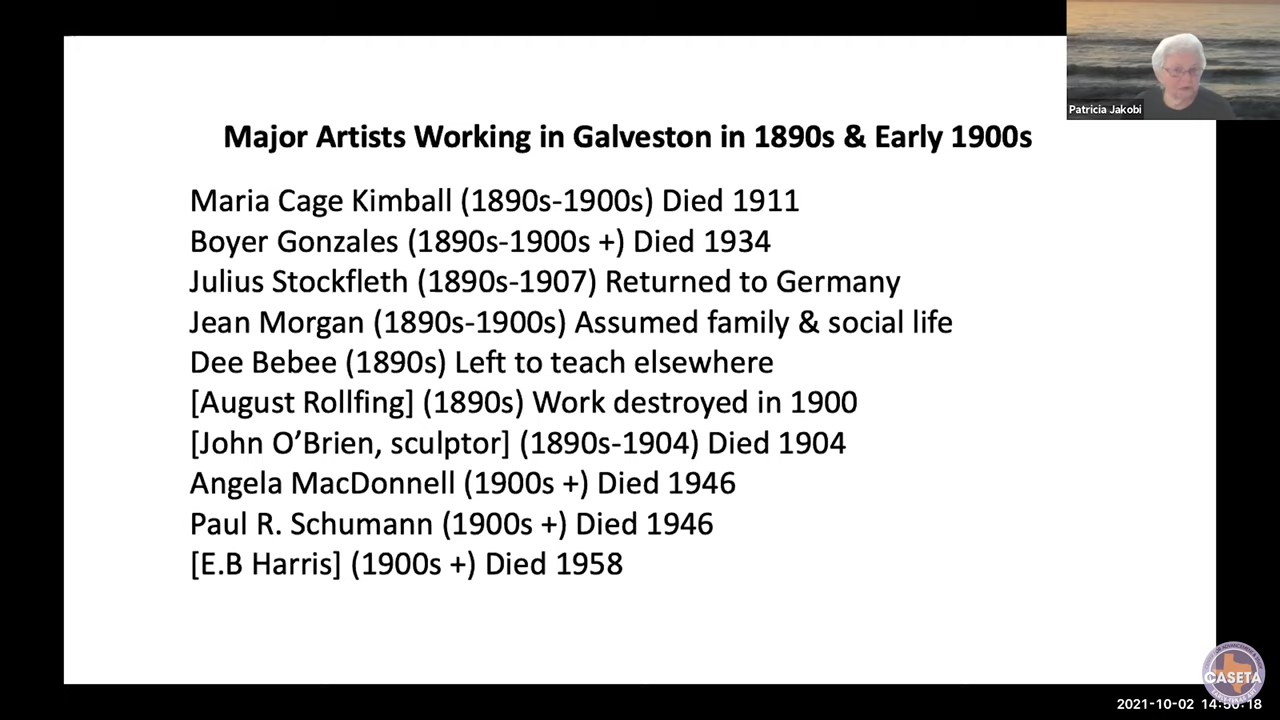 Patricia Jakobi
Major Artists Working in Galveston in 1890s & Early 1900s
Maria Cage Kimball (1890s-1900s) Died 1911
Boyer Gonzales (1890s-1900s +) Died 1934
Julius Stockfleth (1890s-1907) Returned to Germany
Jean Morgan (1890s-1900s) Assumed family & social life
Dee Bebee (1890s) Left to teach elsewhere
[August Rollfing] (1890s) Work destroyed in 1900
[John O’Brien, sculptor] (1890s-1904) Died 1904
Angela MacDonnell (1900s +) Died 1946
Paul R. Schumann (1900s +) Died 1946
[E.B Harris] (1900s +) Died 1958
CASETA
2021-10-02 14:50:18